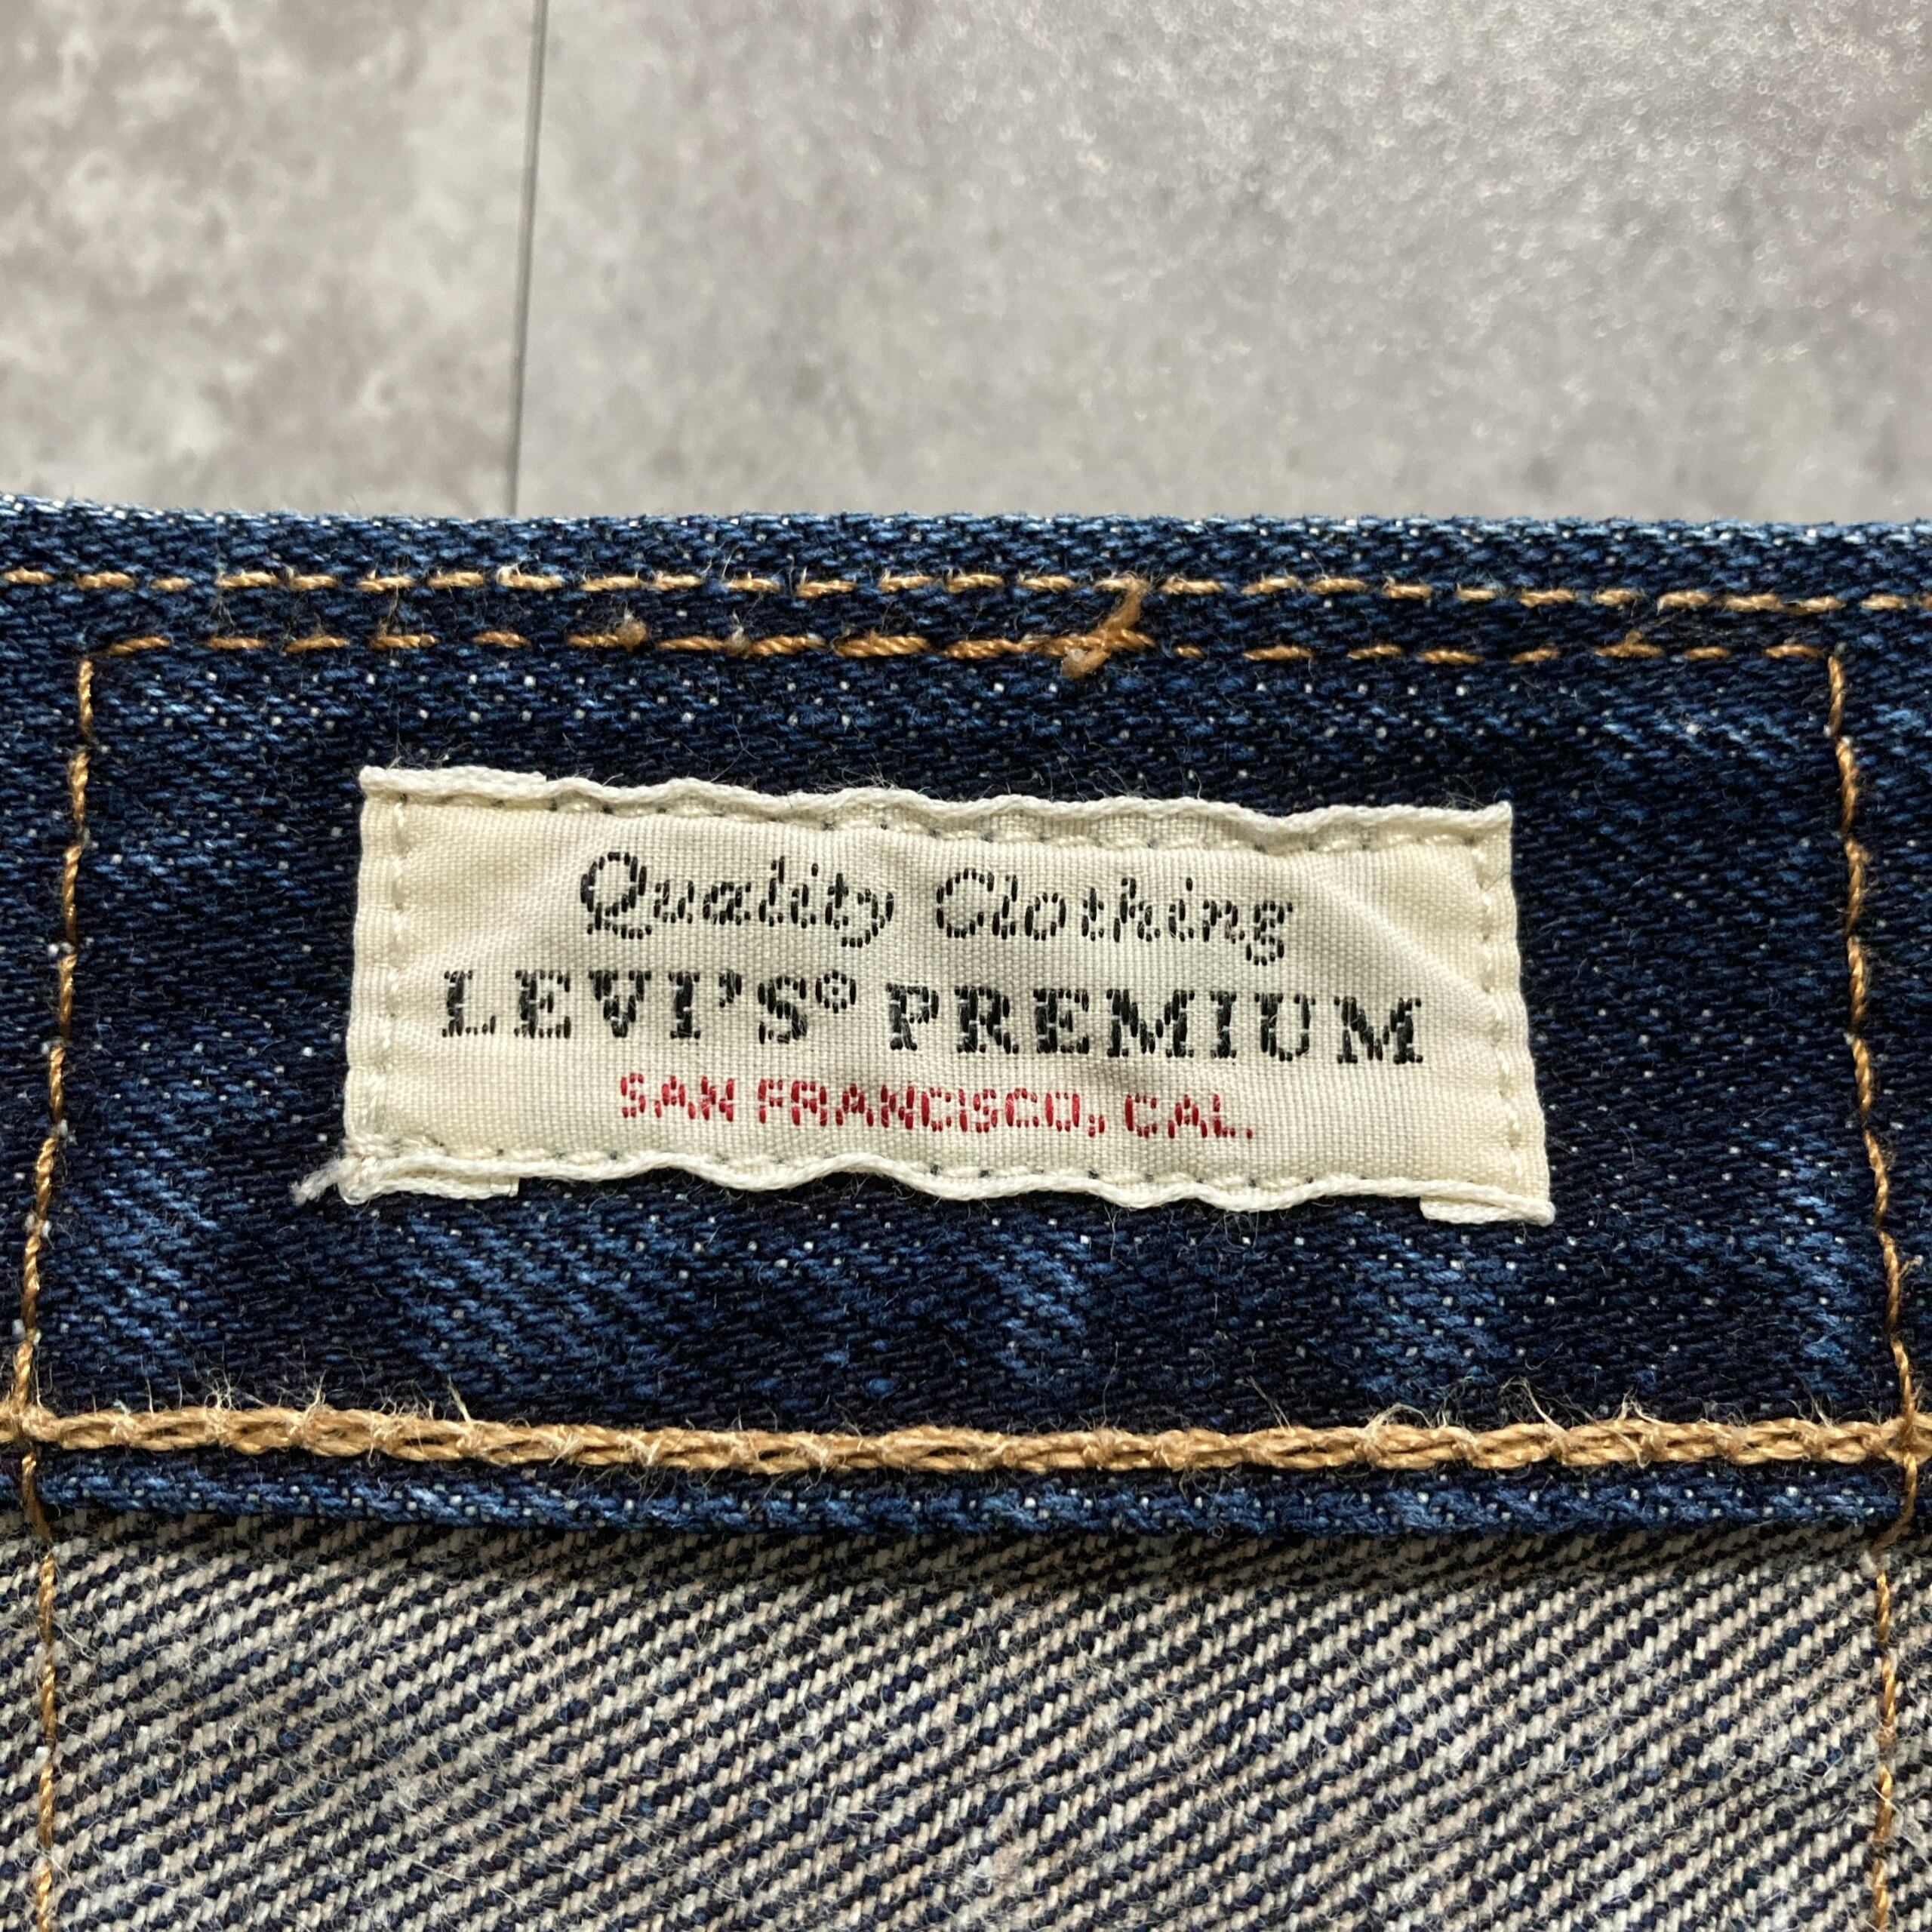 Quality Clothing
LEVI'S® PREMIUM
SAN FRANCISCO, CAL.